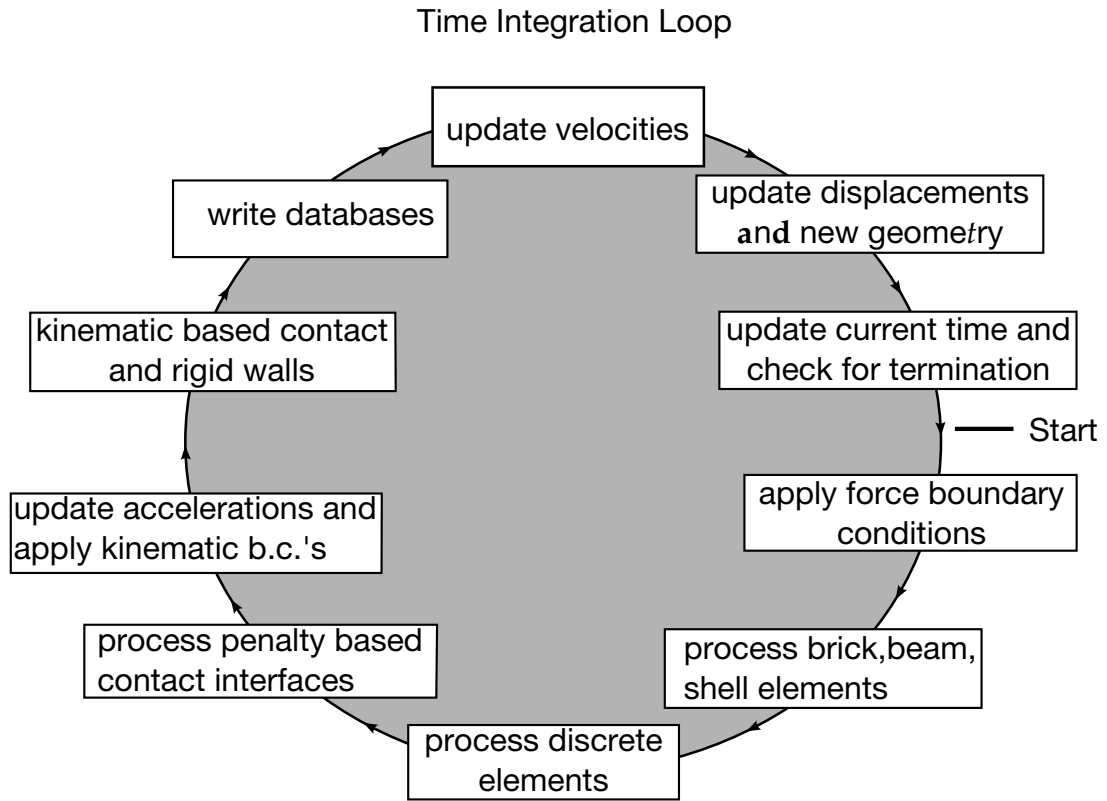 Time Integration Loop
update velocities
update displacements
and new geometry
write databases
update current time and
check for termination
kinematic based contact
and rigid walls
Start
apply force boundary
conditions
update accelerations and
apply kinematic b.c.'s
process brick,beam,
shell elements
process penalty based
contact interfaces
process discrete
elements